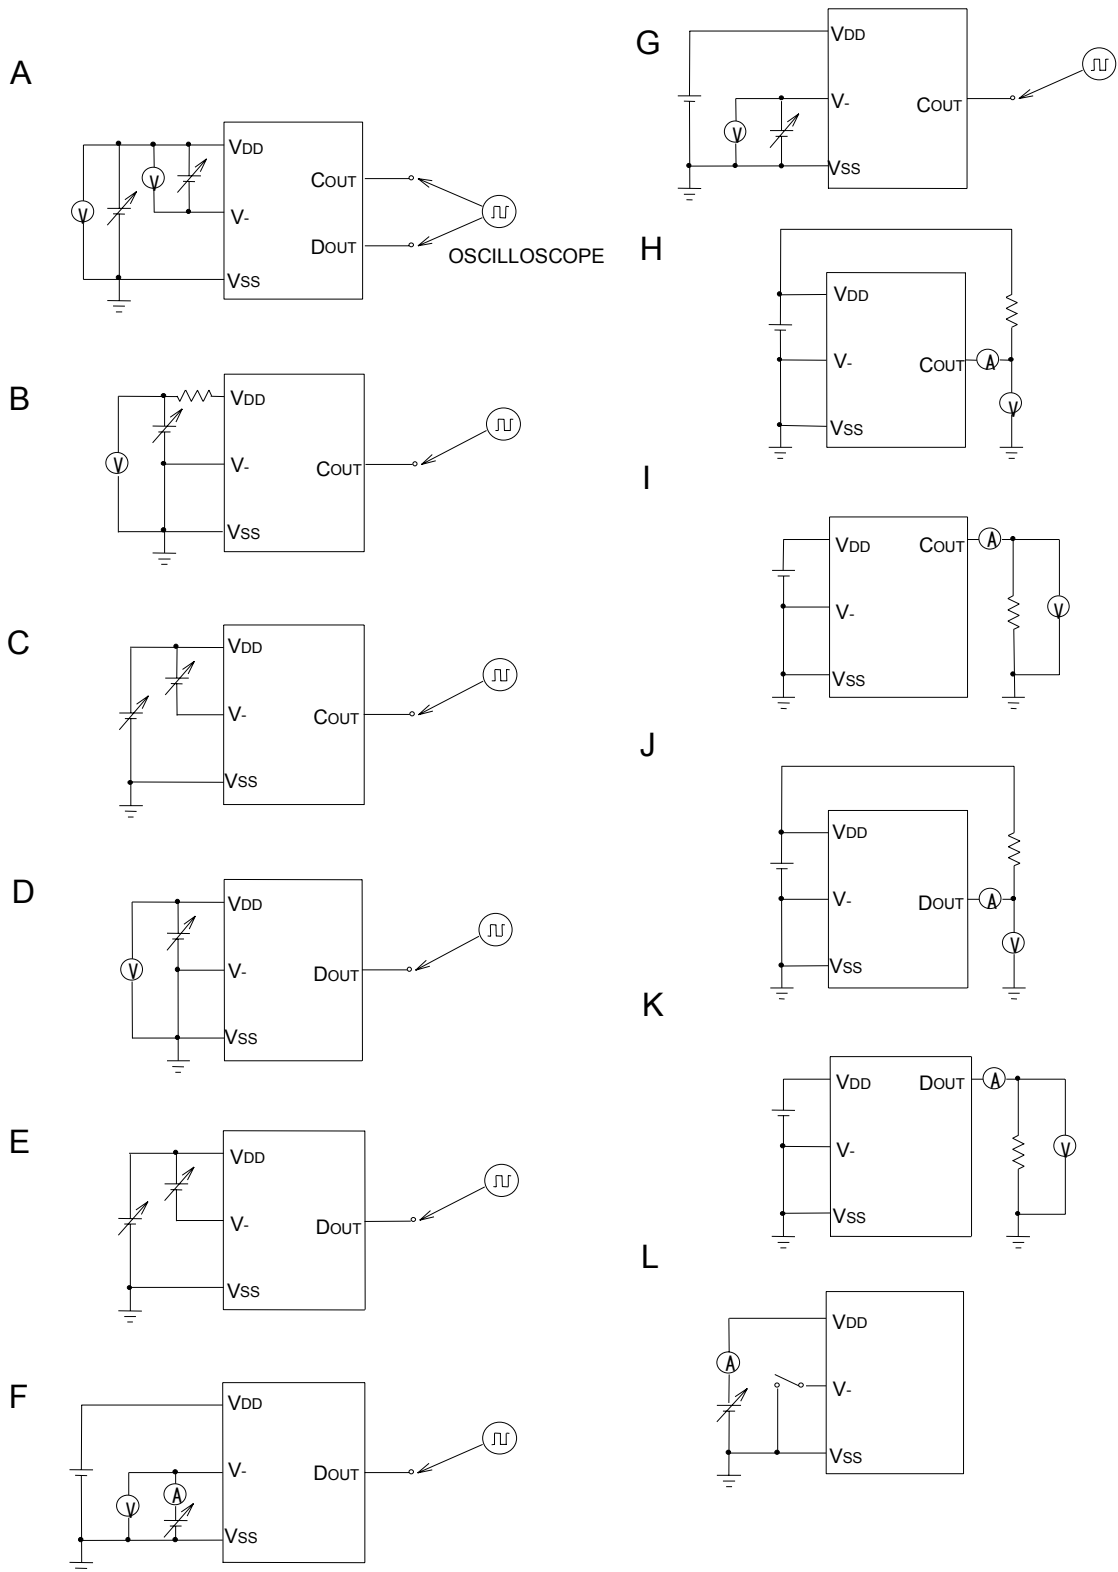 A
VDD
V
V
COUT
V-
DOUT
OSCILLOSCOPE
VSS
B
VDD
V
V-
COUT
VSS
C
VDD
V-
COUT
VSS
D
VDD
V
V-
DOUT
VSS
E
VDD
V-
DOUT
VSS
F
VDD
V-
DOUT
A
V
VSS
G
VDD
V-
COUT
V
VSS
H
VDD
V-
COUT
A
V
VSS
I
VDD
COUT
A
V-
V
VSS
J
VDD
V-
DOUT
A
V
VSS
K
VDD
DOUT
A
V-
V
VSS
L
VDD
A
V-
VSS